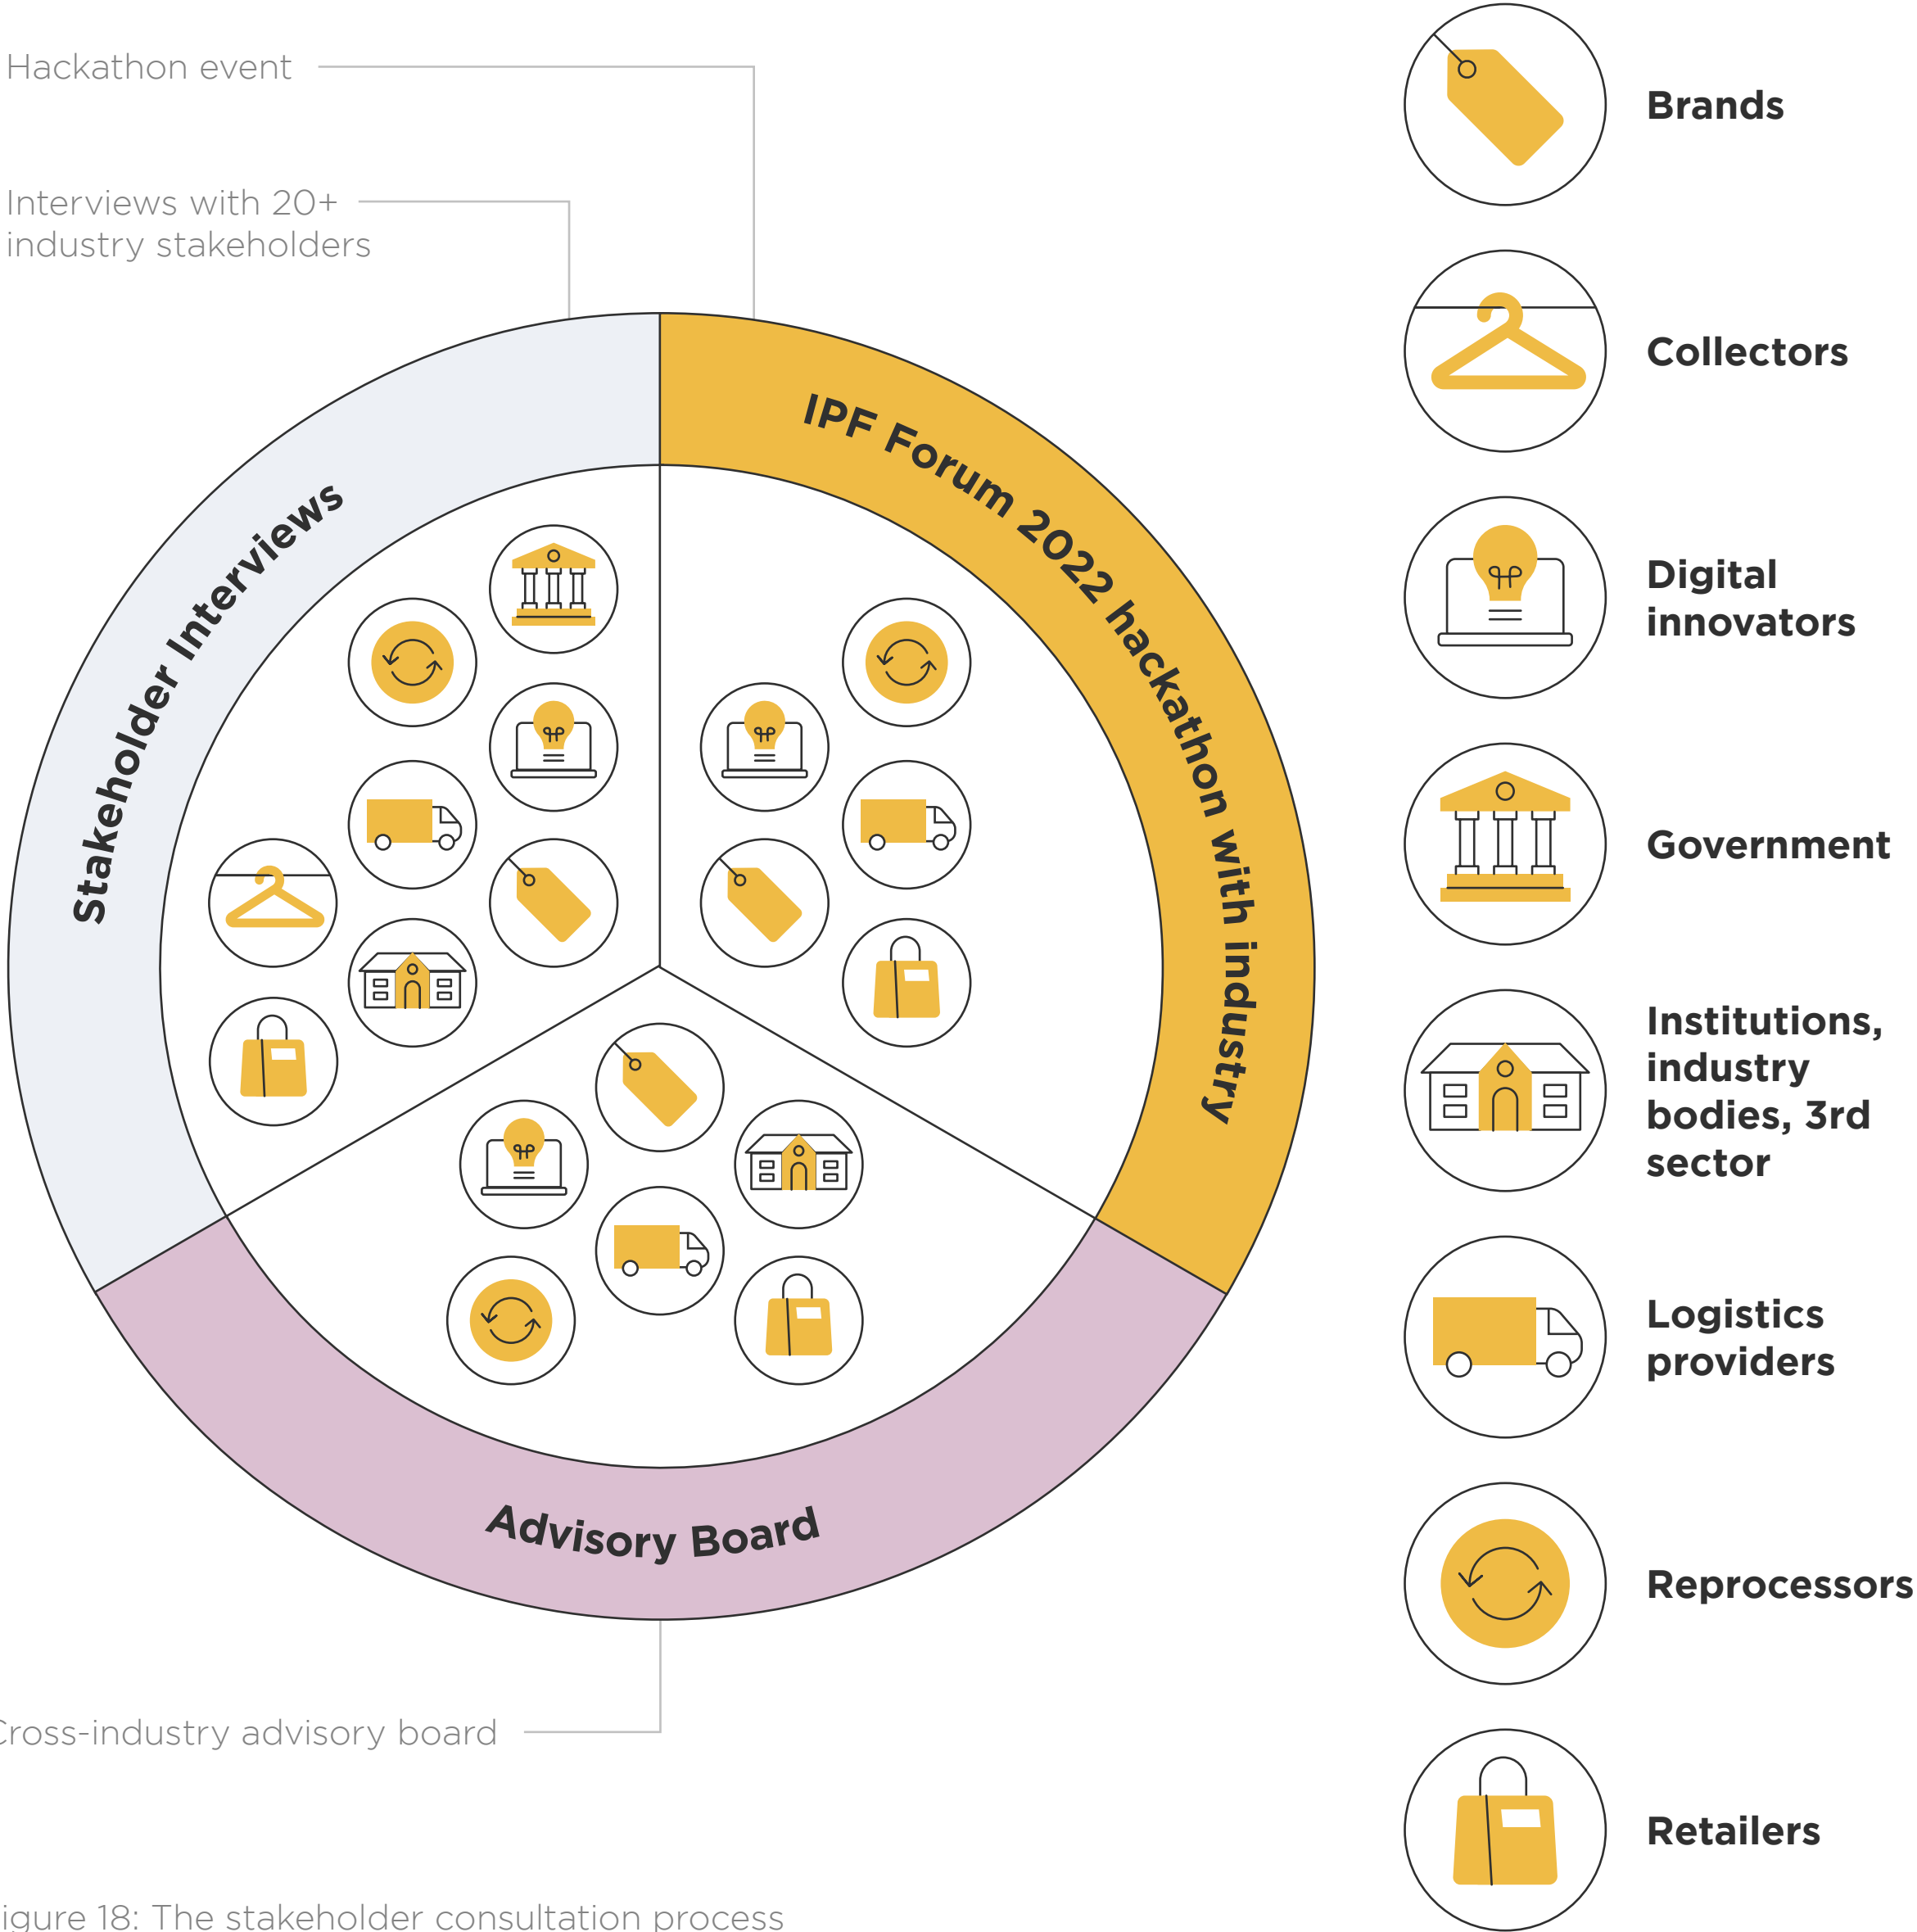 Hackathon event
Interviews with 20+
industry stakeholders
Stakeholder Interviews
IPF Forum 2022 hackathon with industry
Advisory Board
Cross-industry advisory board
igure 18: The stakeholder consultation process
Brands
Collectors
Digital
innovators
Government
Institutions,
industry
bodies, 3rd
sector
Logistics
providers
Reprocessors
Retailers